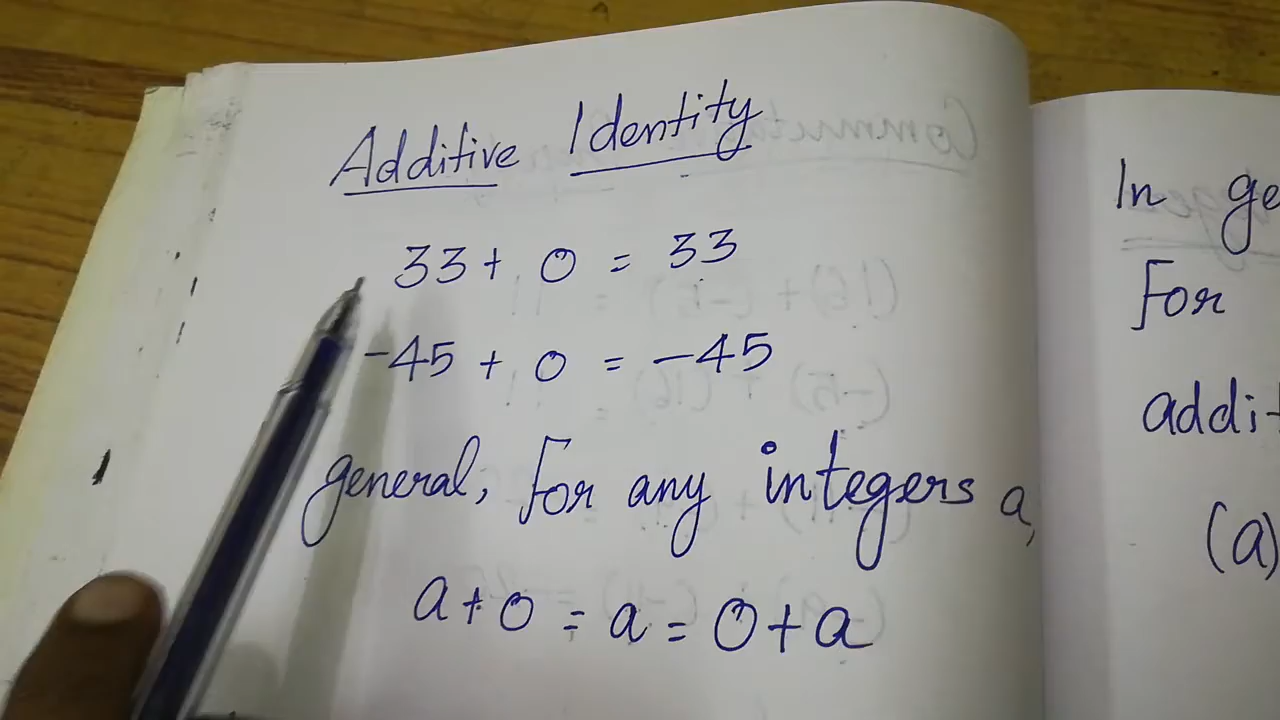 Additive Identity
33 + 0 = 33
-45 + 0 = -45
general, for any integers a,
a + 0 = a = 0 + a
In ge
For
addi
(a)